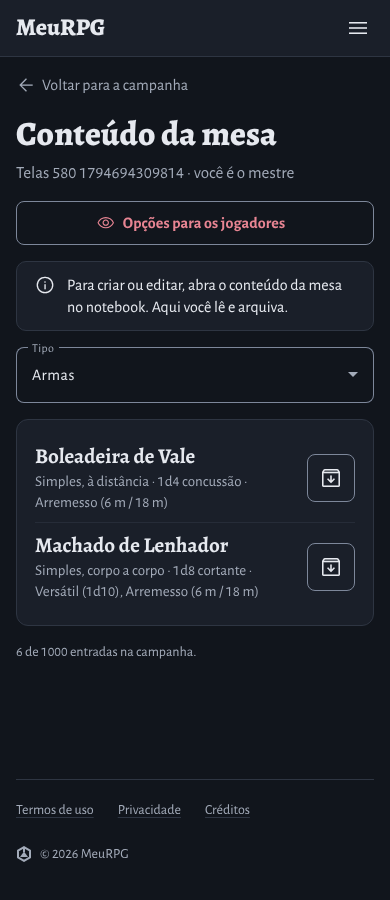 MeuRPG
Voltar para a campanha
Conteúdo da mesa
Telas 580 1794694309814 · você é o mestre
Opções para os jogadores
Para criar ou editar, abra o conteúdo da mesa
no notebook. Aqui você lê e arquiva.
Tipo
Armas
Boleadeira de Vale
Simples, à distância · 1d4 concussão ·
Arremesso (6 m / 18 m)
Machado de Lenhador
Simples, corpo a corpo · 1d8 cortante ·
Versátil (1d10), Arremesso (6 m / 18 m)
6 de 1000 entradas na campanha.
Termos de uso Privacidade Créditos
© 2026 MeuRPG